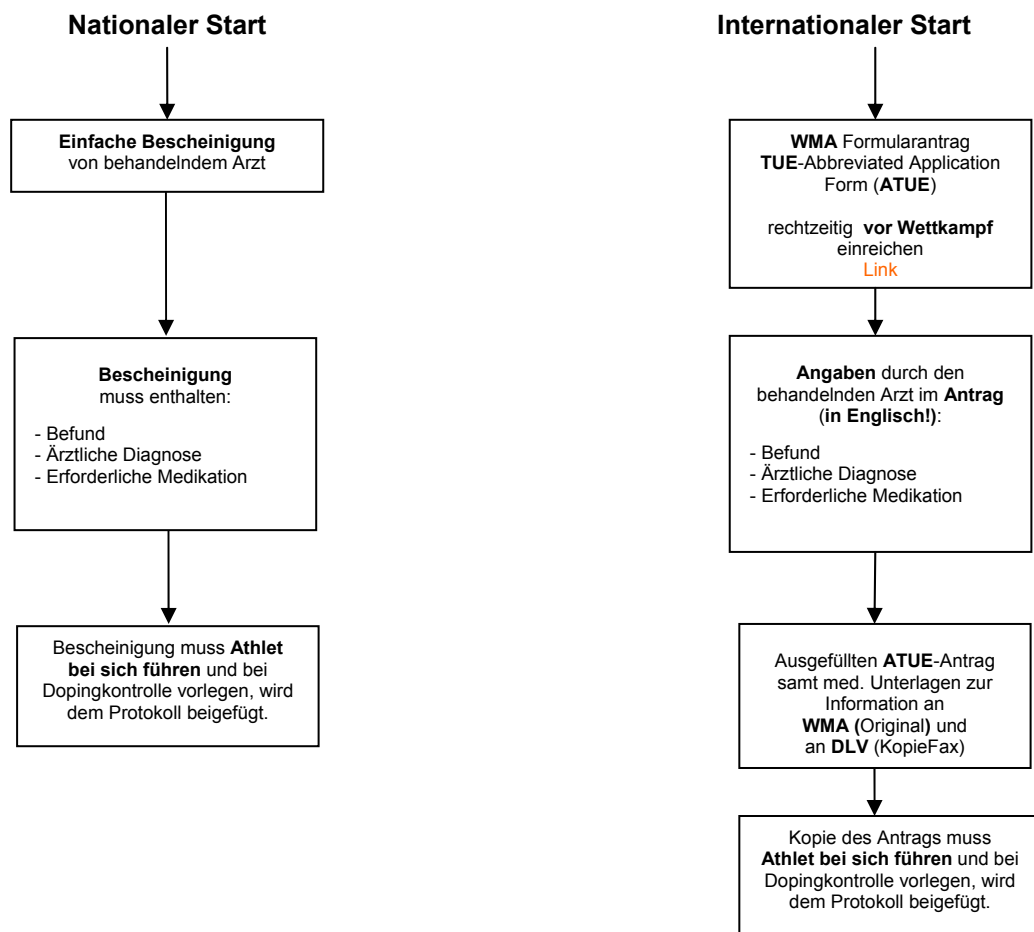 Nationaler Start
Einfache Bescheinigung
von behandelndem Arzt
Bescheinigung
muss enthalten:
- Befund
- Ärztliche Diagnose
- Erforderliche Medikation
Bescheinigung muss Athlet
bei sich führen und bei
Dopingkontrolle vorlegen, wird
dem Protokoll beigefügt.
Internationaler Start
WMA Formularantrag
TUE-Abbreviated Application
Form (ATUE)
rechtzeitig vor Wettkampf
einreichen
Link
Angaben durch den
behandelnden Arzt im Antrag
(in Englisch!):
- Befund
- Ärztliche Diagnose
- Erforderliche Medikation
Ausgefüllten ATUE-Antrag
samt med. Unterlagen zur
Information an
WMA (Original) und
an DLV (KopieFax)
Kopie des Antrags muss
Athlet bei sich führen und bei
Dopingkontrolle vorlegen, wird
dem Protokoll beigefügt.